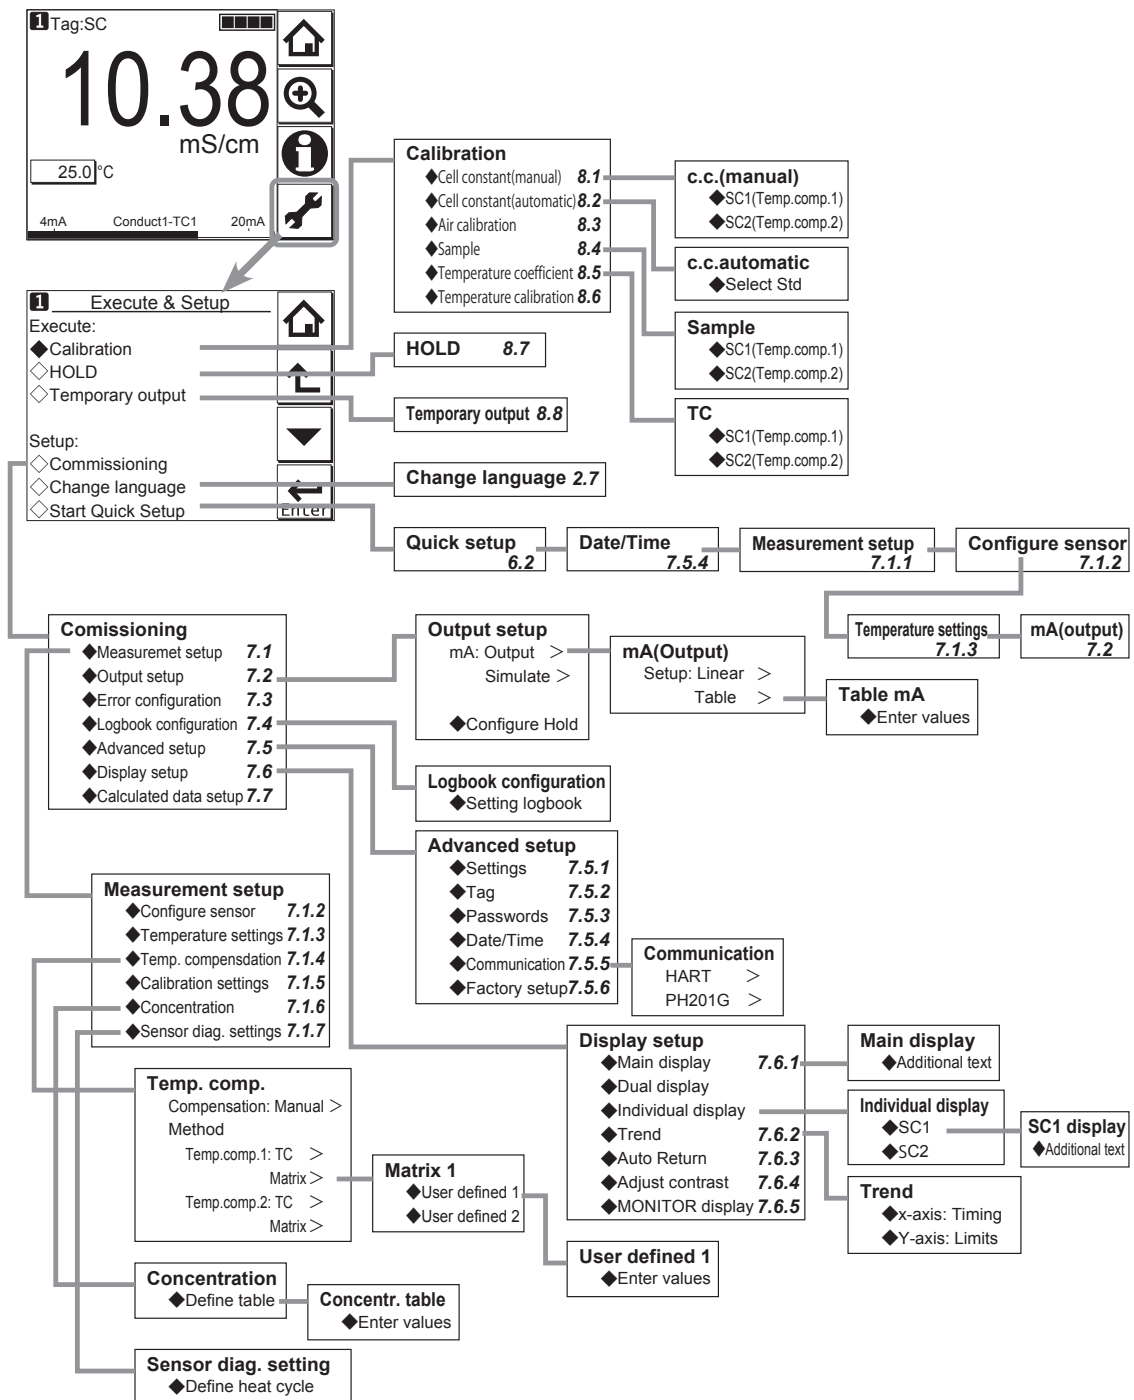 1 Tag:SC
10.38
mS/cm
25.0 °C
4mA Conduct1-TC1 20mA
1 Execute & Setup
Execute:
◆Calibration
◇HOLD
◇Temporary output
Setup:
◇Commissioning
◇Change language
◇Start Quick Setup
Enter
Calibration
◆Cell constant(manual) 8.1
◆Cell constant(automatic) 8.2
◆Air calibration 8.3
◆Sample 8.4
◆Temperature coefficient 8.5
◆Temperature calibration 8.6
c.c.(manual)
◆SC1(Temp.comp.1)
◆SC2(Temp.comp.2)
c.c.automatic
◆Select Std
Sample
◆SC1(Temp.comp.1)
◆SC2(Temp.comp.2)
TC
◆SC1(Temp.comp.1)
◆SC2(Temp.comp.2)
HOLD 8.7
Temporary output 8.8
Change language 2.7
Quick setup
6.2
Date/Time
7.5.4
Measurement setup
7.1.1
Configure sensor
7.1.2
Temperature settings
7.1.3
mA(output)
7.2
Comissioning
◆Measuremet setup 7.1
◆Output setup 7.2
◆Error configuration 7.3
◆Logbook configuration 7.4
◆Advanced setup 7.5
◆Display setup 7.6
◆Calculated data setup 7.7
Output setup
mA: Output >
Simulate >
◆Configure Hold
mA(Output)
Setup: Linear >
Table >
Table mA
◆Enter values
Logbook configuration
◆Setting logbook
Advanced setup
◆Settings 7.5.1
◆Tag 7.5.2
◆Passwords 7.5.3
◆Date/Time 7.5.4
◆Communication 7.5.5
◆Factory setup 7.5.6
Communication
HART >
PH201G >
Measurement setup
◆Configure sensor 7.1.2
◆Temperature settings 7.1.3
◆Temp. compensdation 7.1.4
◆Calibration settings 7.1.5
◆Concentration 7.1.6
◆Sensor diag. settings 7.1.7
Display setup
◆Main display 7.6.1
◆Dual display
◆Individual display
◆Trend 7.6.2
◆Auto Return 7.6.3
◆Adjust contrast 7.6.4
◆MONITOR display 7.6.5
Main display
◆Additional text
Individual display
◆SC1
◆SC2
SC1 display
◆Additional text
Trend
◆x-axis: Timing
◆Y-axis: Limits
Temp. comp.
Compensation: Manual >
Method
Temp.comp.1: TC >
Matrix >
Temp.comp.2: TC >
Matrix >
Matrix 1
◆User defined 1
◆User defined 2
User defined 1
◆Enter values
Concentration
◆Define table
Concentr. table
◆Enter values
Sensor diag. setting
◆Define heat cycle